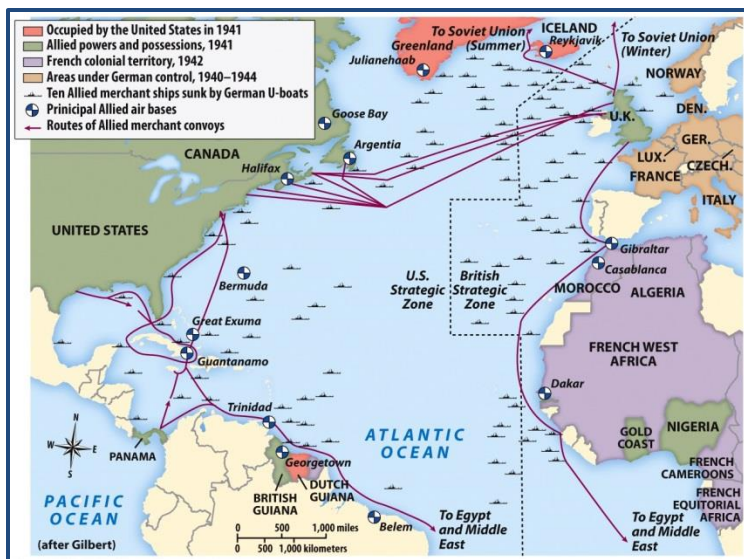 Occupied by the United States in 1941
Allied powers and possessions, 1941
French colonial territory, 1942
Areas under German control, 1940–1944
Ten Allied merchant ships sunk by German U-boats
Prinicipal Allied air bases
Routes of Allied merchant convoys
To Soviet Union
(Summer)
Greenland
Julianehaab
ICELAND
Reykjavik
To Soviet Union
(Winter)
NORWAY
DEN.
U.K.
GER.
LUX.
CZECH.
FRANCE
ITALY
Goose Bay
Argentia
CANADA
Halifax
UNITED STATES
Bermuda
U.S.
Strategic
Zone
British
Strategic
Zone
Gibraltar
Casablanca
MOROCCO
ALGERIA
Great Exuma
Guantanamo
FRENCH WEST
AFRICA
Dakar
Trinidad
ATLANTIC
OCEAN
GOLD
COAST
NIGERIA
N
W
E
S
PANAMA
Georgetown
BRITISH
GUIANA
DUTCH
GUIANA
FRENCH
CAMEROONS
FRENCH
EQUITORIAL
AFRICA
PACIFIC
OCEAN
(after Gilbert)
0 500 1,000 miles
0 500 1,000 kilometers
Belem
To Egypt
and Middle
East
To Egypt
and Middle
East